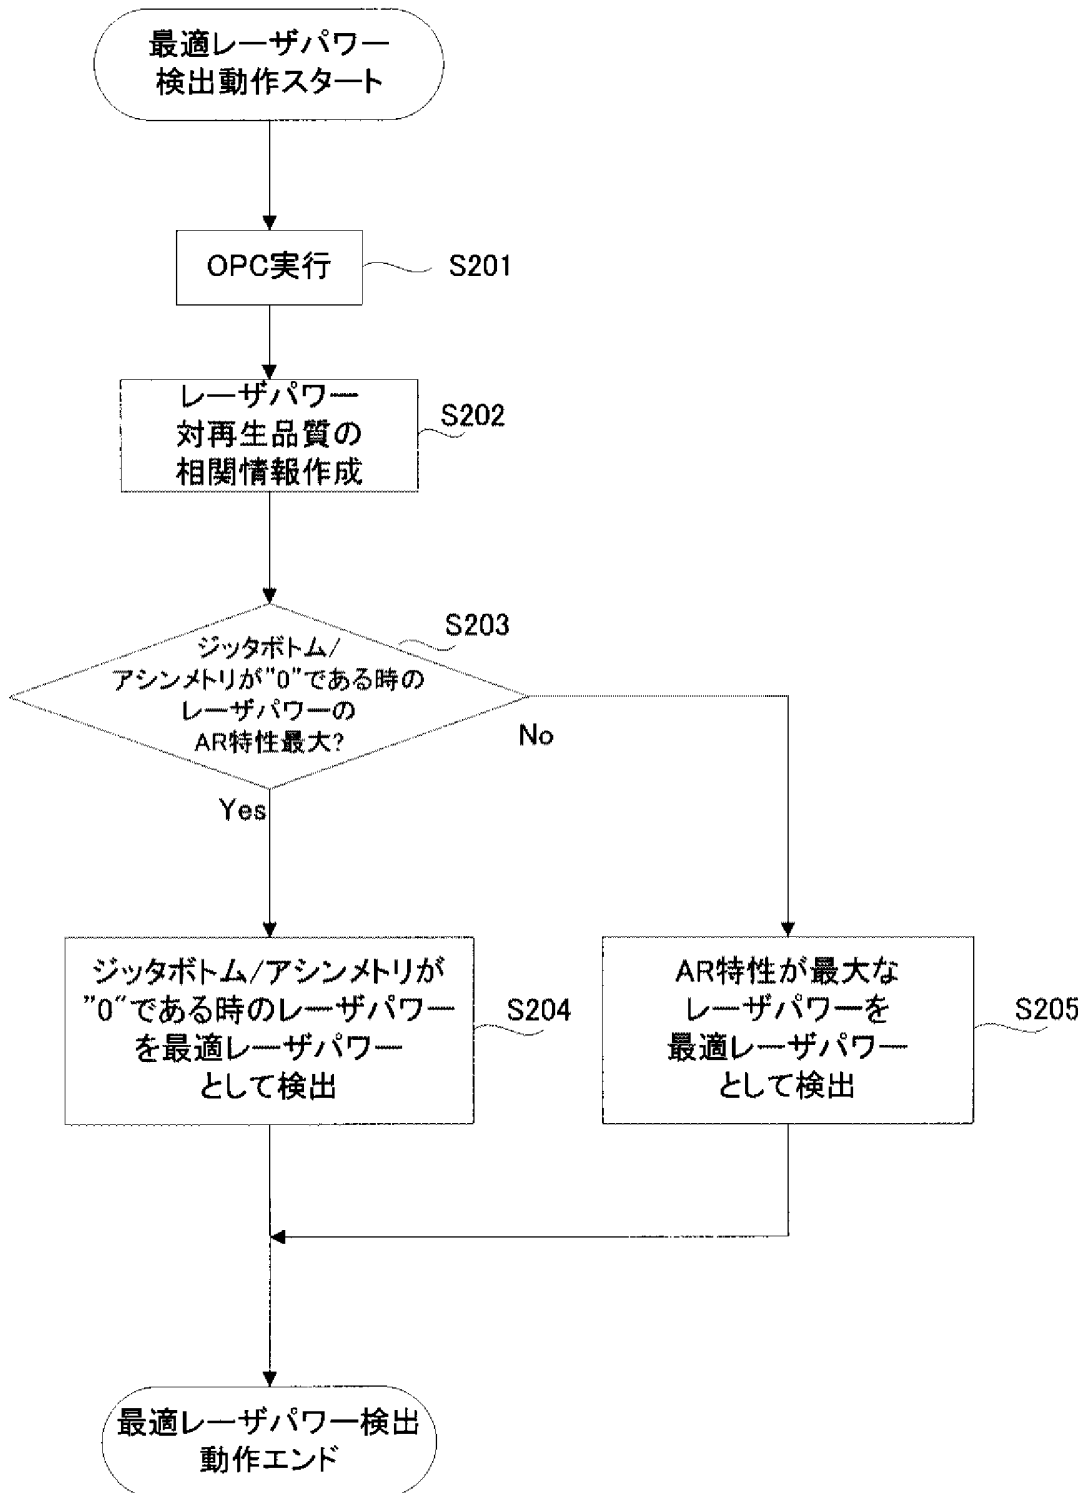 最適レーザパワー
検出動作スタート
OPC実行
S201
レーザパワー
対再生品質の
相関情報作成
S202
S203
ジッタボトム/
アシンメトリが"0"である時の
レーザパワーの
AR特性最大?
No
Yes
ジッタボトム/アシンメトリが
"0"である時のレーザパワー
を最適レーザパワー
として検出
S204
AR特性が最大な
レーザパワーを
最適レーザパワー
として検出
S205
最適レーザパワー検出
動作エンド